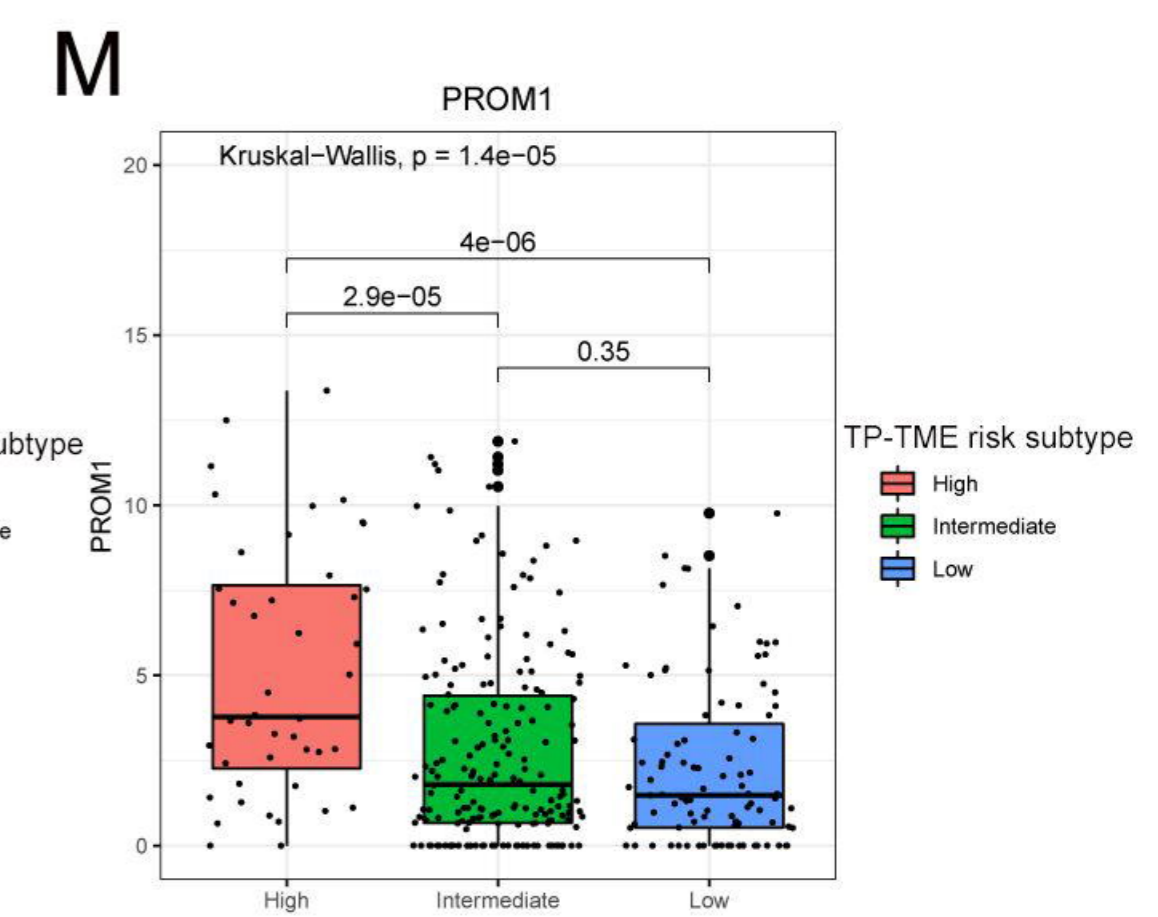 M
PROM1
Kruskal−Wallis, p = 1.4e−05
20
4e−06
2.9e−05
15
0.35
ubtype
TP-TME risk subtype
High
10
PROM1
e
Intermediate
Low
5
0
High Intermediate Low